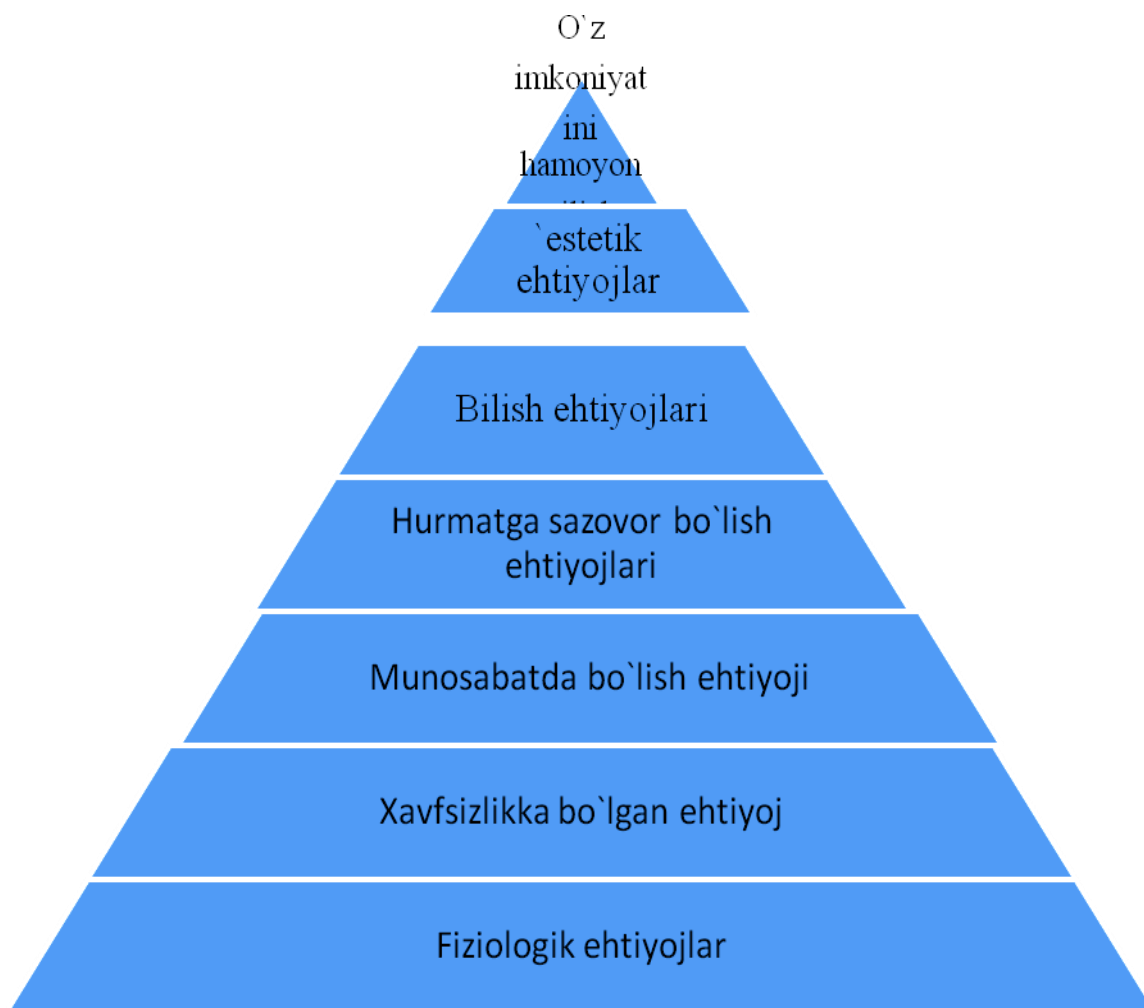 O`z
imkoniyat
ini
hamoyon
`estetik
ehtiyojlar
Bilish ehtiyojlari
Hurmatga sazovor bo`lish
ehtiyojlari
Munosabatda bo`lish ehtiyoji
Xavfsizlikka bo`lgan ehtiyoj
Fiziologik ehtiyojlar